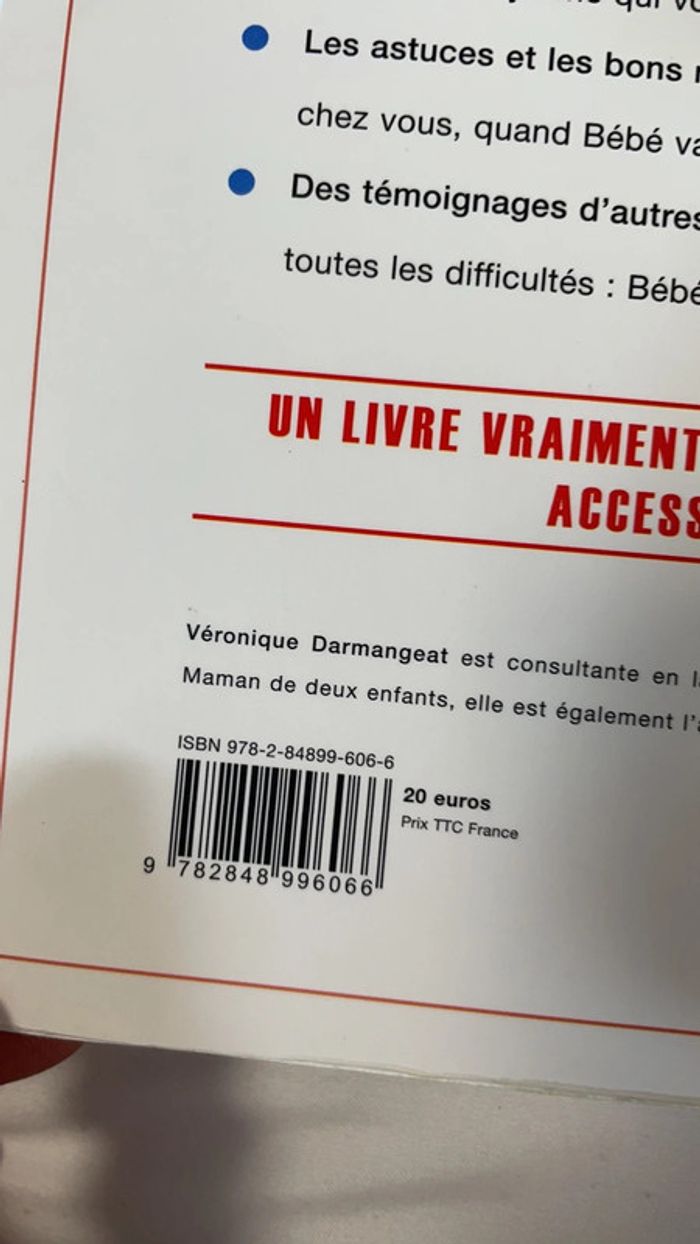 qui
Les astuces et les bons
chez vous, quand Bébé
Des témoignages d'autres
toutes les difficultés : Bébé
UN LIVRE VRAIMENT
ACCESS
Véronique Darmangeat est consultante en
Maman de deux enfants, elle est également l'
ISBN 978-2-84899-606-6
20 euros
Prix TTC France
9 782848 996066